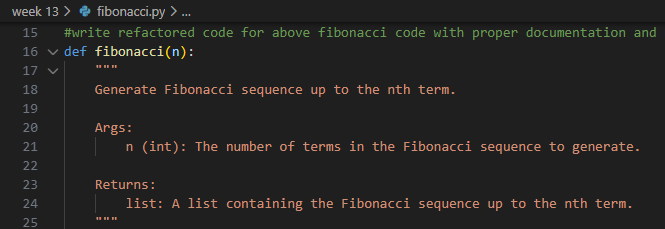 week 13 > fibonacci.py > ...
15 #write refactored code for above fibonacci code with proper documentation and
16 def fibonacci(n):
17 """
18 Generate Fibonacci sequence up to the nth term.
19
20 Args:
21 n (int): The number of terms in the Fibonacci sequence to generate.
22
23 Returns:
24 list: A list containing the Fibonacci sequence up to the nth term.
25 """